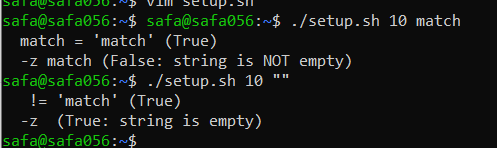 safa@safa056:~$ vim setup.sh
safa@safa056:~$ safa@safa056:~$ ./setup.sh 10 match
  match = 'match' (True)
  -z match (False: string is NOT empty)
safa@safa056:~$ ./setup.sh 10 ""
   != 'match' (True)
  -z  (True: string is empty)
safa@safa056:~$